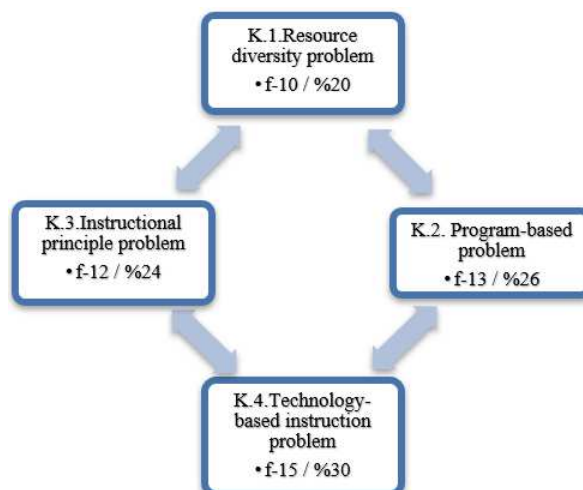 K.1.Resource
diversity problem
•f-10 / %20
K.3.Instructional
principle problem
•f-12 / %24
K.2. Program-based
problem
•f-13 / %26
K.4.Technology-
based instruction
problem
•f-15 / %30